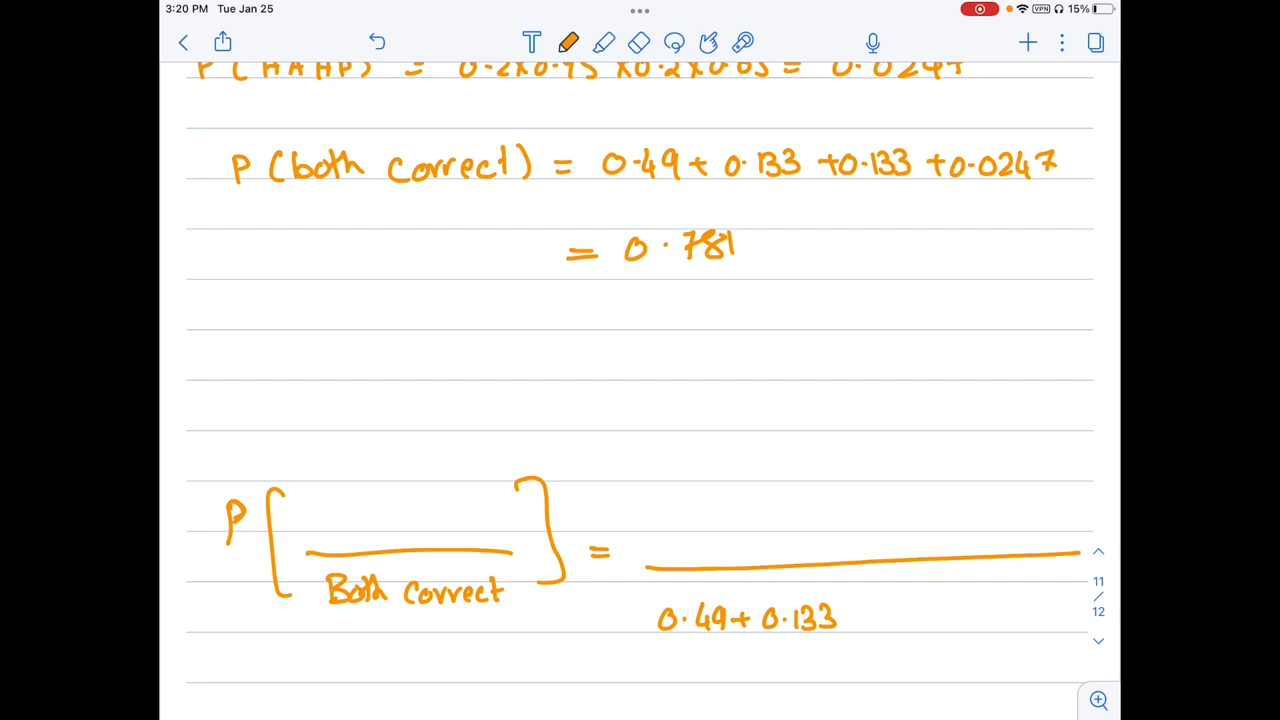 3:20 PM Tue Jan 25
VPN 15%
P(both correct) = 0.49 + 0.133 + 0.133 + 0.0247
= 0.781
P [ ] =
Both correct
0.49 + 0.133
11
/
12